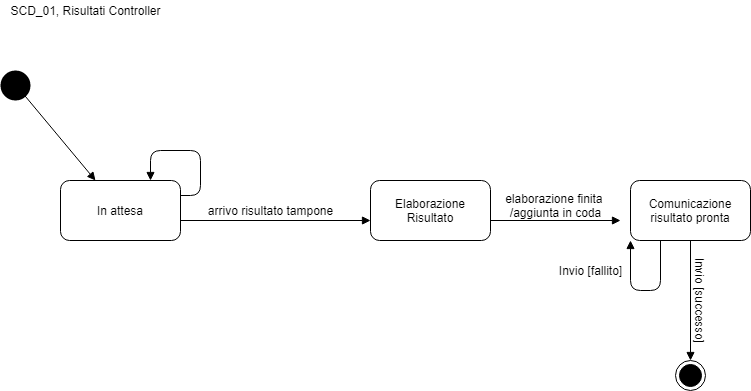 SCD_01, Risultati Controller
In attesa
arrivo risultato tampone
Elaborazione
Risultato
elaborazione finita
/aggiunta in coda
Comunicazione
risultato pronta
Invio [fallito]
Invio [successo]